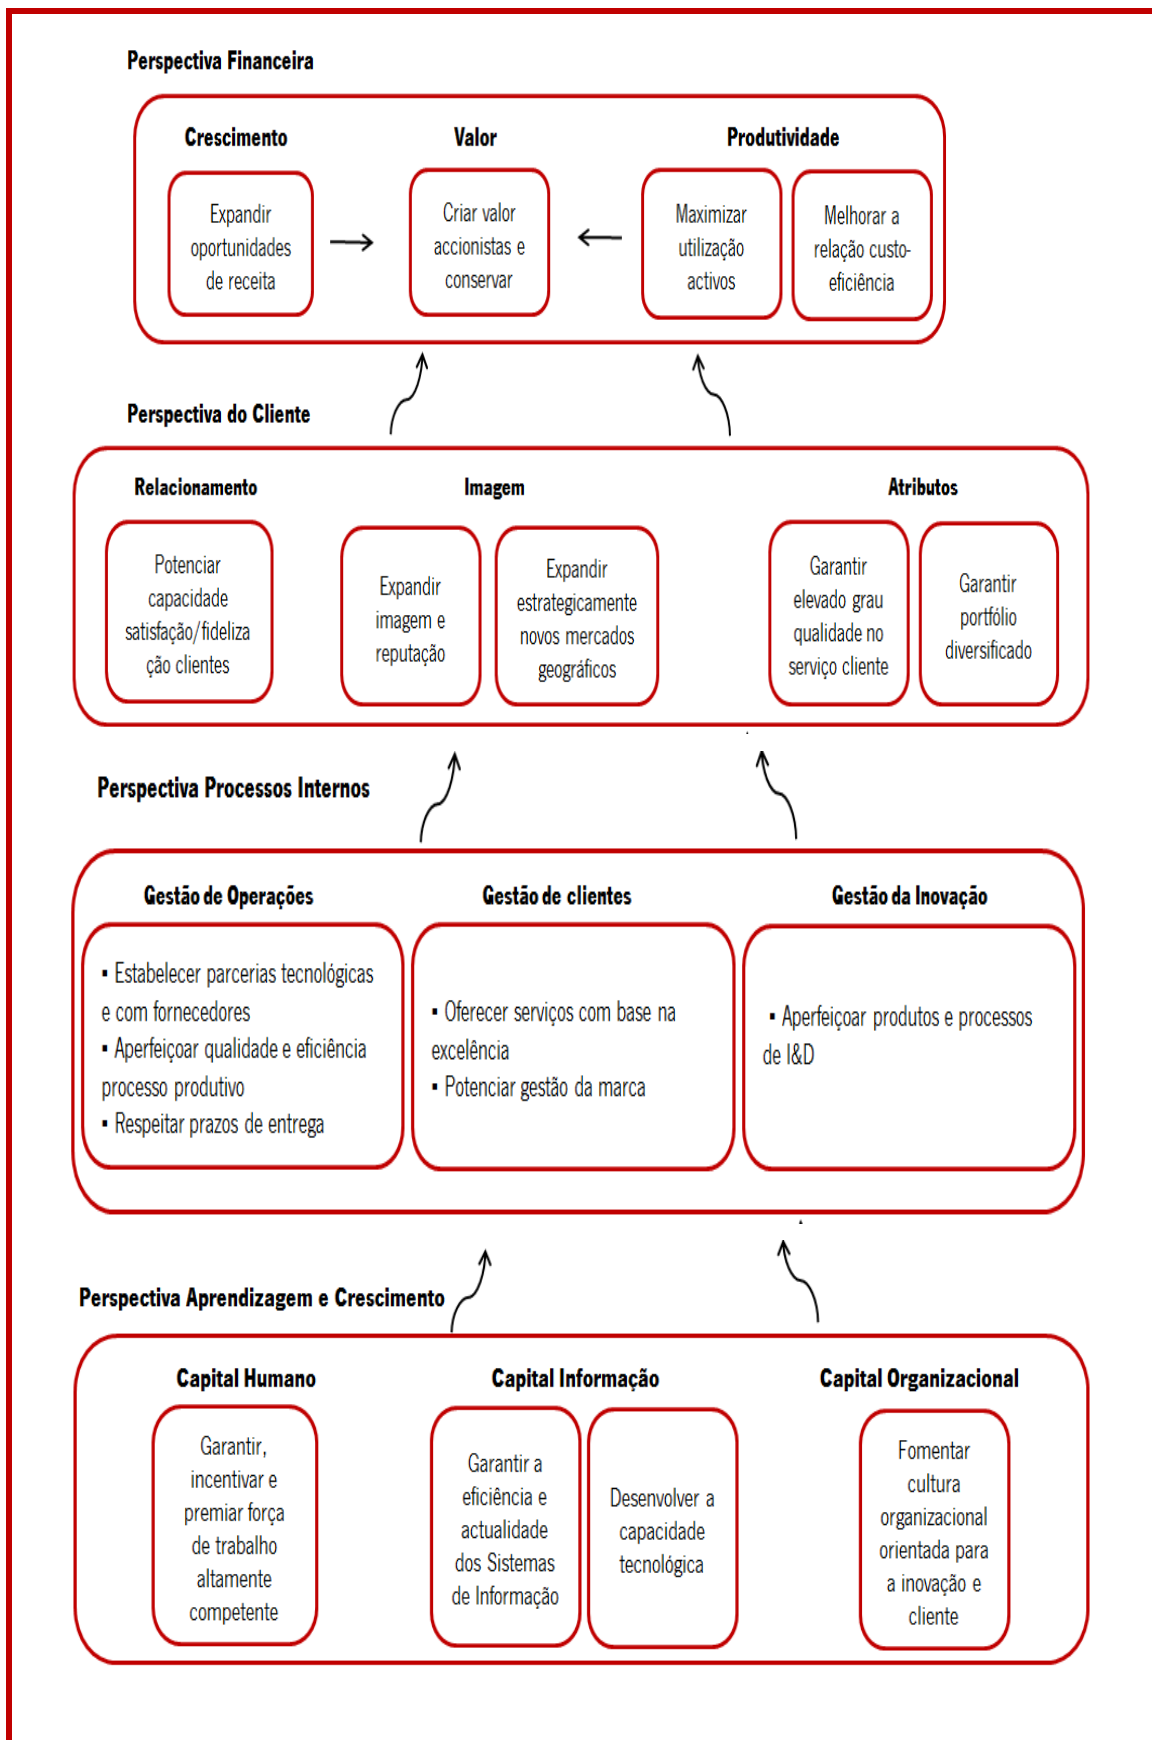 Perspectiva Financeira
Crescimento
Valor
Produtividade
Expandir
oportunidades
de receita
Criar valor
accionistas e
conservar
Maximizar
utilização
activos
Melhorar a
relação custo-
eficiência
Perspectiva do Cliente
Relacionamento
Imagem
Atributos
Potenciar
capacidade
satisfação/fideliza
ção clientes
Expandir
imagem e
reputação
Expandir
estrategicamente
novos mercados
geográficos
Garantir
elevado grau
qualidade no
serviço cliente
Garantir
portfólio
diversificado
Perspectiva Processos Internos
Gestão de Operações
Gestão de clientes
Gestão da Inovação
▪ Estabelecer parcerias tecnológicas
e com fornecedores
▪ Aperfeiçoar qualidade e eficiência
processo produtivo
▪ Respeitar prazos de entrega
▪ Oferecer serviços com base na
excelência
▪ Potenciar gestão da marca
▪ Aperfeiçoar produtos e processos
de I&D
Perspectiva Aprendizagem e Crescimento
Capital Humano
Capital Informação
Capital Organizacional
Garantir,
incentivar e
premiar força
de trabalho
altamente
competente
Garantir a
eficiência e
actualidade
dos Sistemas
de Informação
Desenvolver a
capacidade
tecnológica
Fomentar
cultura
organizacional
orientada para
a inovação e
cliente